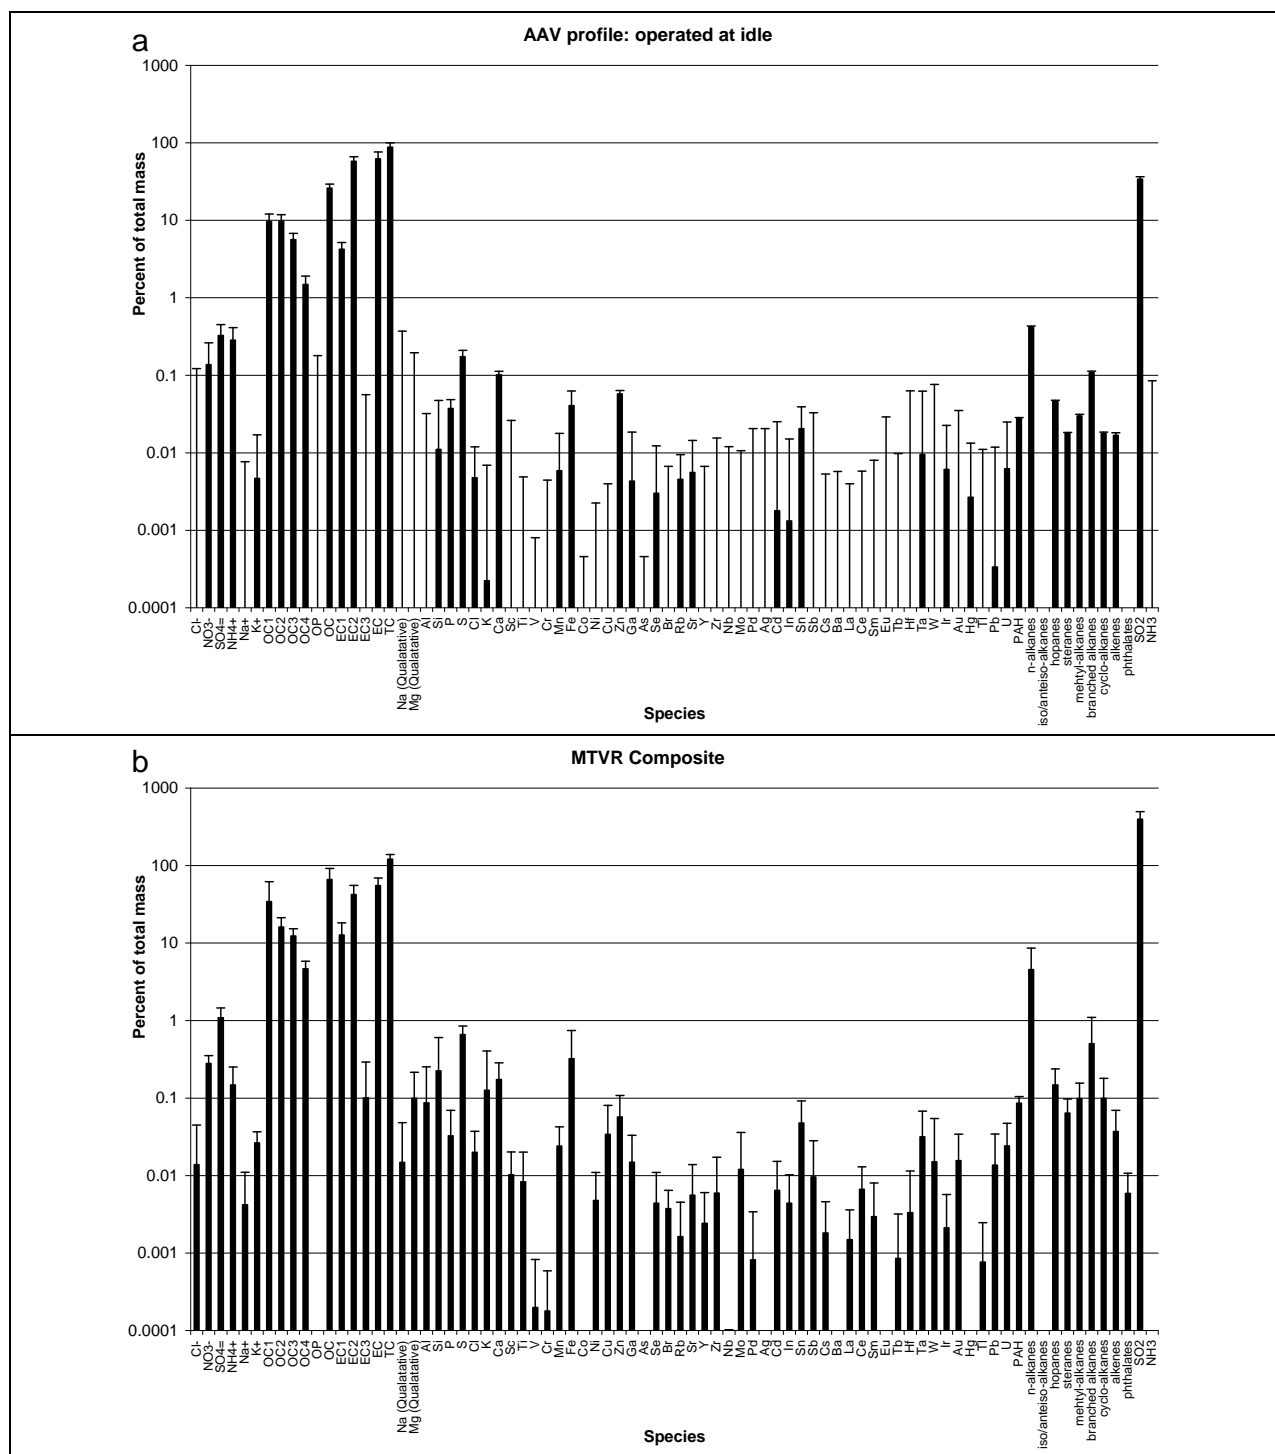 a
AAV profile: operated at idle
1000
100
10
1
0.1
0.01
0.001
0.0001
Percent of total mass
Cl-
NO3-
SO4=
NH4+
Na+
K+
OC1
OC2
OC3
OC4
OP
OC
EC1
EC2
EC3
EC
TC
Na (Qualatative)
Mg (Qualatative)
Al
Si
P
S
Cl
K
Ca
Sc
Ti
V
Cr
Mn
Fe
Co
Ni
Cu
Zn
Ga
As
Se
Br
Rb
Sr
Y
Zr
Nb
Mo
Pd
Ag
Cd
In
Sn
Sb
Cs
Ba
La
Ce
Sm
Eu
Tb
Hf
Ta
W
Ir
Au
Hg
Tl
Pb
U
PAH
n-alkanes
iso/anteiso-alkanes
hopanes
steranes
mehtyl-alkanes
branched alkanes
cyclo-alkanes
alkenes
phthalates
SO2
NH3
Species
b
MTVR Composite
1000
100
10
1
0.1
0.01
0.001
0.0001
Percent of total mass
Cl-
NO3-
SO4=
NH4+
Na+
K+
OC1
OC2
OC3
OC4
OP
OC
EC1
EC2
EC3
EC
TC
Na (Qualatative)
Mg (Qualatative)
Al
Si
P
S
Cl
K
Ca
Sc
Ti
V
Cr
Mn
Fe
Co
Ni
Cu
Zn
Ga
As
Se
Br
Rb
Sr
Y
Zr
Nb
Mo
Pd
Ag
Cd
In
Sn
Sb
Cs
Ba
La
Ce
Sm
Eu
Tb
Hf
Ta
W
Ir
Au
Hg
Tl
Pb
U
PAH
n-alkanes
iso/anteiso-alkanes
hopanes
steranes
mehtyl-alkanes
branched alkanes
cyclo-alkanes
alkenes
phthalates
SO2
NH3
Species